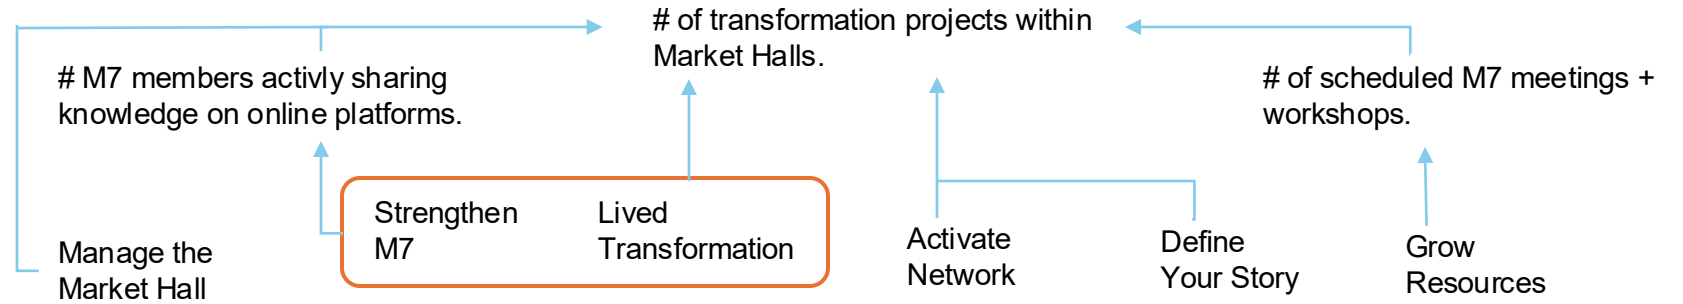 # of transformation projects within
Market Halls.
# M7 members activly sharing
knowledge on online platforms.
# of scheduled M7 meetings +
workshops.
Strengthen
M7
Lived
Transformation
Manage the
Market Hall
Activate
Network
Define
Your Story
Grow
Resources